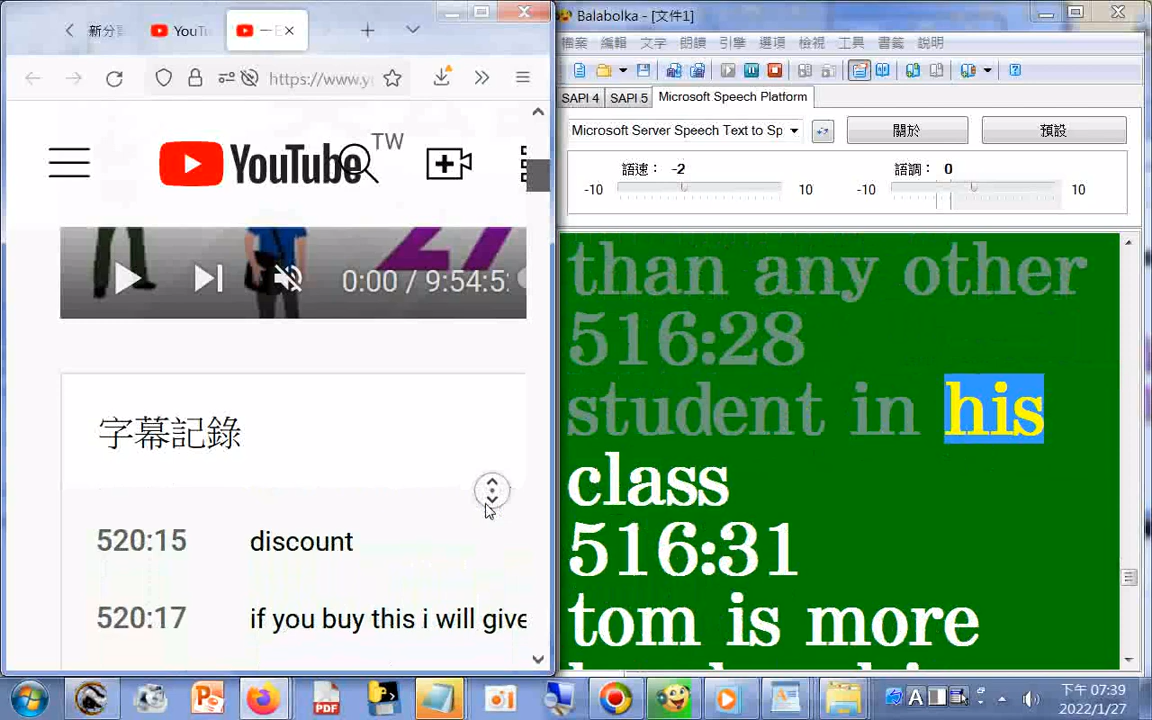 新分
YouTu
一 EX
https://www.y
YouTube
TW
27
0:00 / 9:54:5
字幕記錄
520:15 discount
520:17 if you buy this i will give
Balabolka - [文件1]
檔案 編輯 文字 朗讀 引擎 選項 檢視 工具 書籤 說明
SAPI 4 SAPI 5 Microsoft Speech Platform
Microsoft Server Speech Text to Sp
關於
預設
語速: -2
語調: 0
-10 10
-10 10
than any other
516:28
student in his
class
516:31
tom is more
PDF
A
下午 07:39
2022/1/27